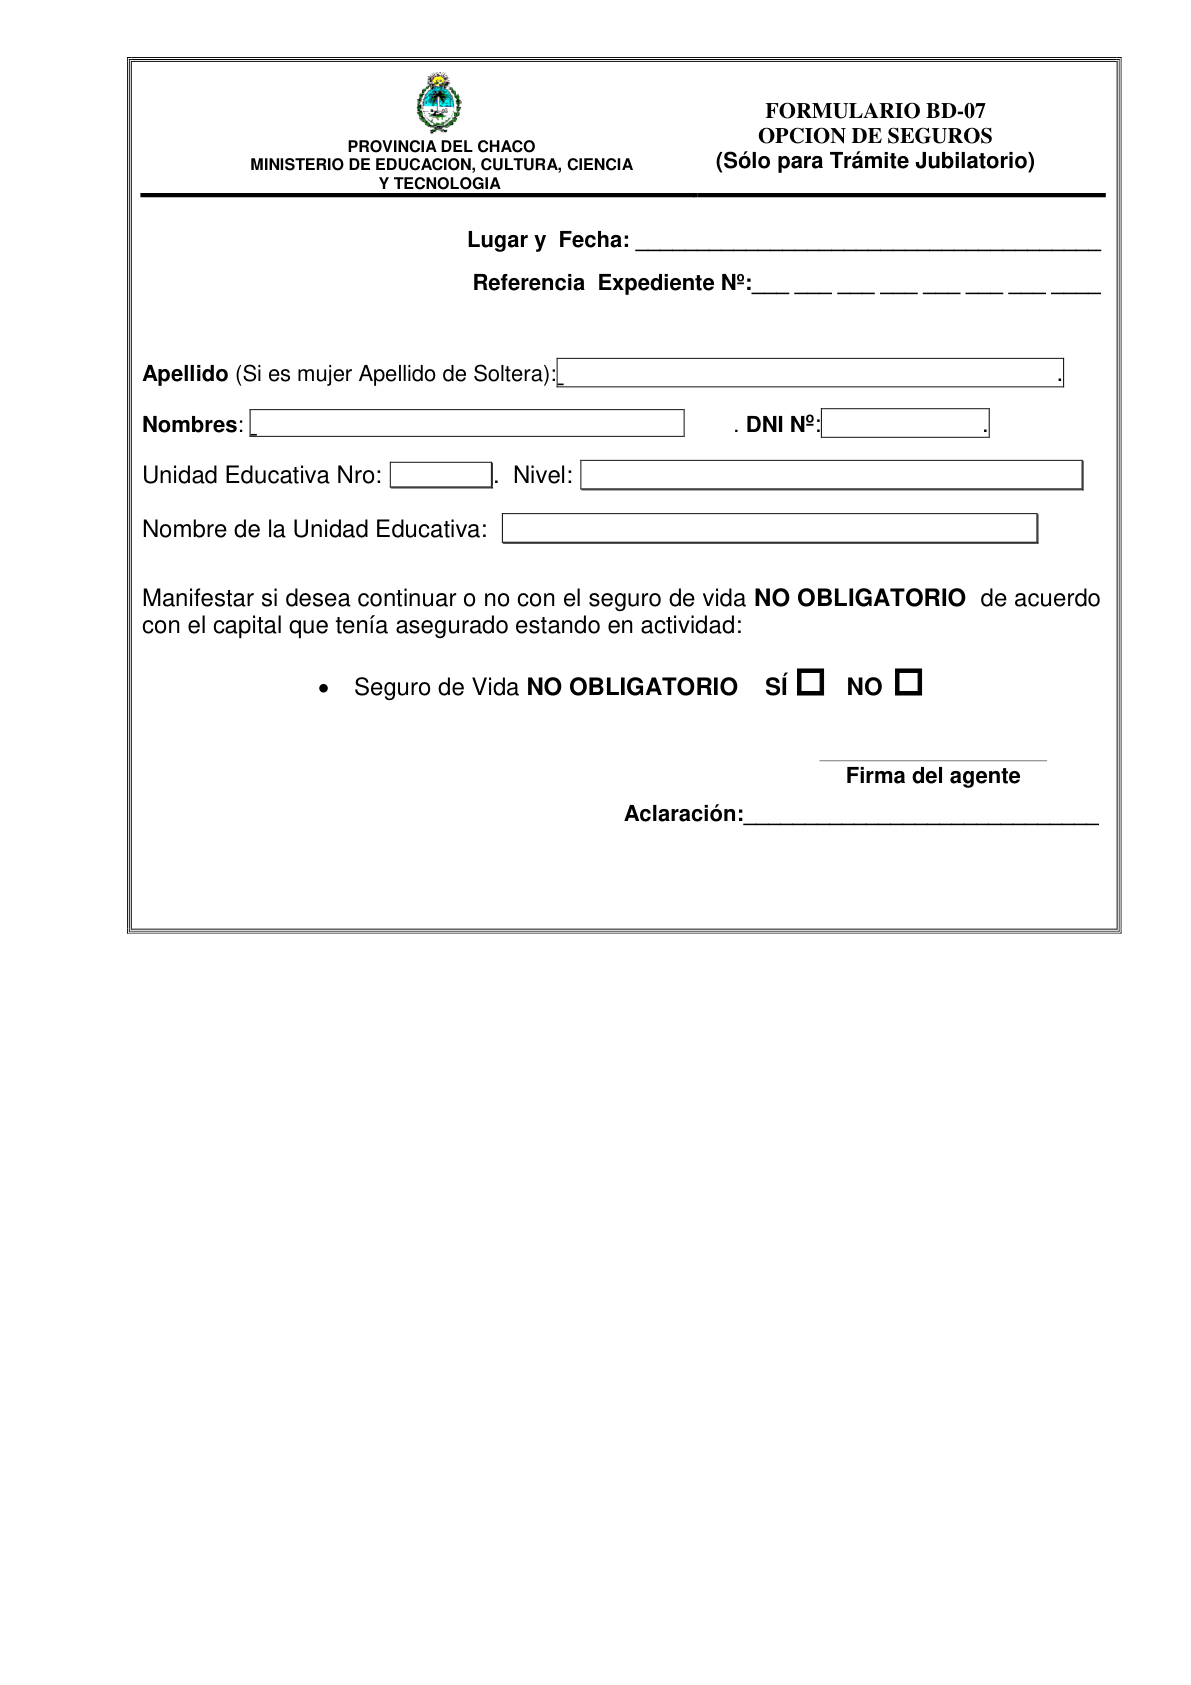 PROVINCIA DEL CHACO
MINISTERIO DE EDUCACION, CULTURA, CIENCIA
Y TECNOLOGIA
FORMULARIO BD-07
OPCION DE SEGUROS
(Sólo para Trámite Jubilatorio)
Lugar y Fecha: ______________________________________
Referencia Expediente Nº:___ ___ ___ ___ ___ ___ ___ ____
Apellido (Si es mujer Apellido de Soltera):_ .
Nombres: _ . DNI Nº: .
Unidad Educativa Nro: . Nivel:
Nombre de la Unidad Educativa:
Manifestar si desea continuar o no con el seguro de vida NO OBLIGATORIO de acuerdo
con el capital que tenía asegurado estando en actividad:
• Seguro de Vida NO OBLIGATORIO SÍ ☐ NO ☐
Firma del agente
Aclaración:_____________________________